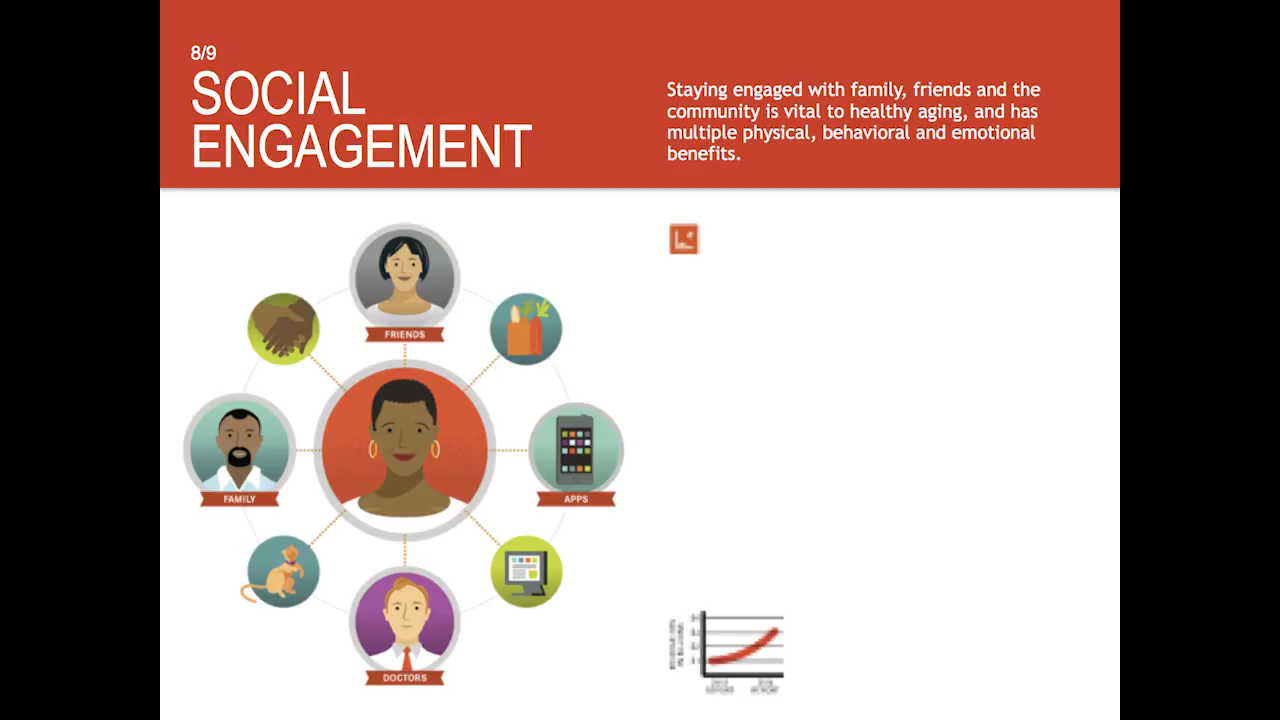 8/9
SOCIAL
ENGAGEMENT
Staying engaged with family, friends and the
community is vital to healthy aging, and has
multiple physical, behavioral and emotional
benefits.
FRIENDS
FAMILY
APPS
DOCTORS